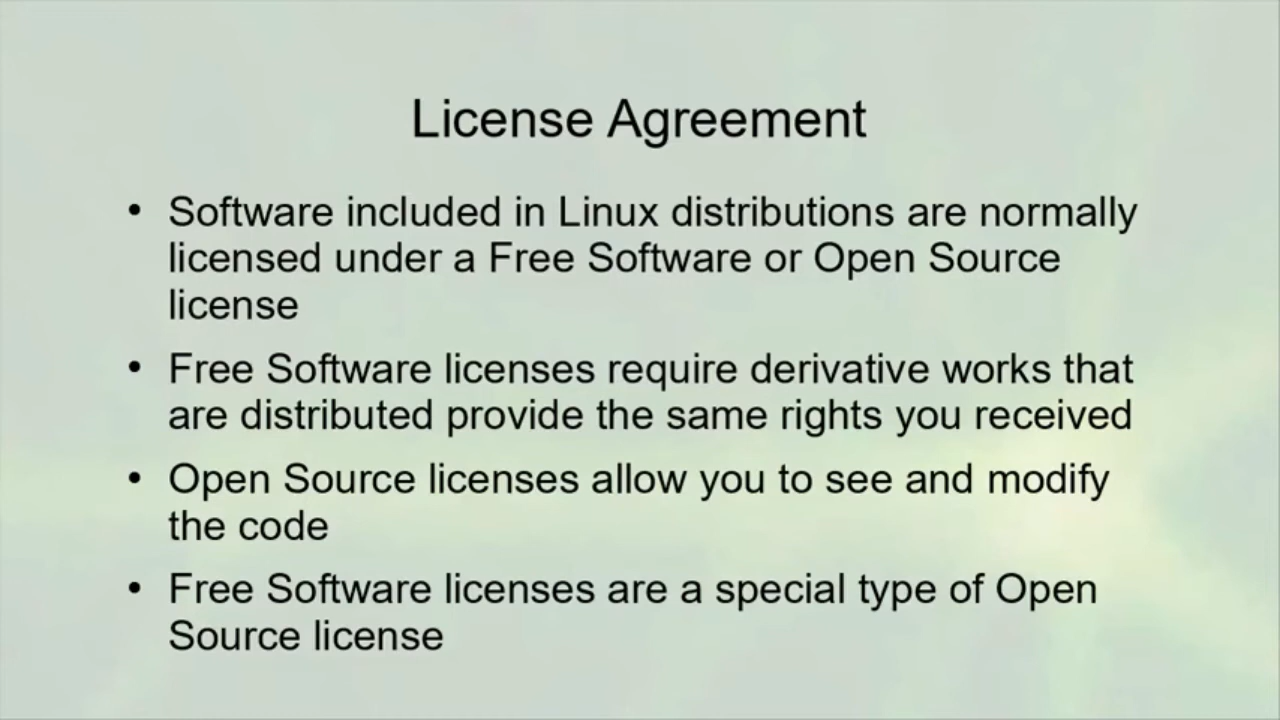 License Agreement
• Software included in Linux distributions are normally
licensed under a Free Software or Open Source
license
• Free Software licenses require derivative works that
are distributed provide the same rights you received
• Open Source licenses allow you to see and modify
the code
• Free Software licenses are a special type of Open
Source license